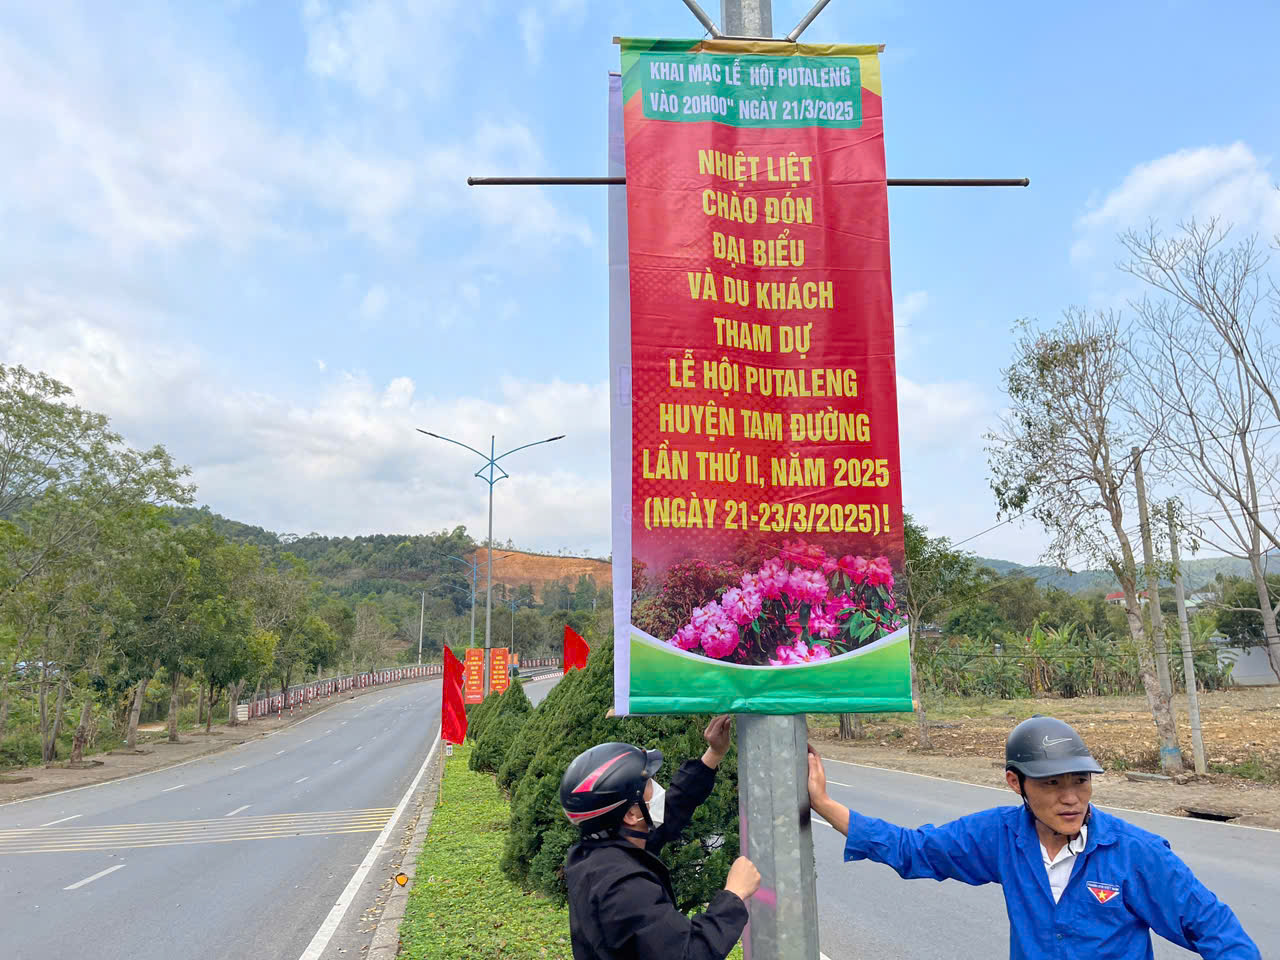 KHAI MẠC LỄ HỘI PUTALENG
VÀO 20H00" NGÀY 21/3/2025
NHIỆT LIỆT
CHÀO ĐÓN
ĐẠI BIỂU
VÀ DU KHÁCH
THAM DỰ
LỄ HỘI PUTALENG
HUYỆN TAM ĐƯỜNG
LẦN THỨ II, NĂM 2025
(NGÀY 21-23/3/2025)!